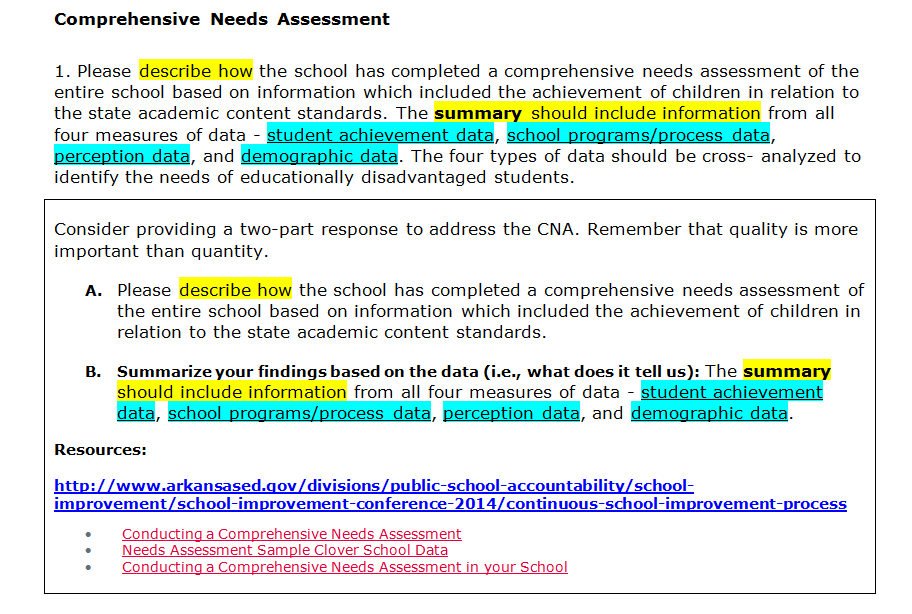 Comprehensive Needs Assessment
1. Please describe how the school has completed a comprehensive needs assessment of the
entire school based on information which included the achievement of children in relation to
the state academic content standards. The summary should include information from all
four measures of data - student achievement data, school programs/process data,
perception data, and demographic data. The four types of data should be cross- analyzed to
identify the needs of educationally disadvantaged students.
Consider providing a two-part response to address the CNA. Remember that quality is more
important than quantity.
A. Please describe how the school has completed a comprehensive needs assessment of
the entire school based on information which included the achievement of children in
relation to the state academic content standards.
B. Summarize your findings based on the data (i.e., what does it tell us): The summary
should include information from all four measures of data - student achievement
data, school programs/process data, perception data, and demographic data.
Resources:
http://www.arkansased.gov/divisions/public-school-accountability/school-
improvement/school-improvement-conference-2014/continuous-school-improvement-process
• Conducting a Comprehensive Needs Assessment
• Needs Assessment Sample Clover School Data
• Conducting a Comprehensive Needs Assessment in your School